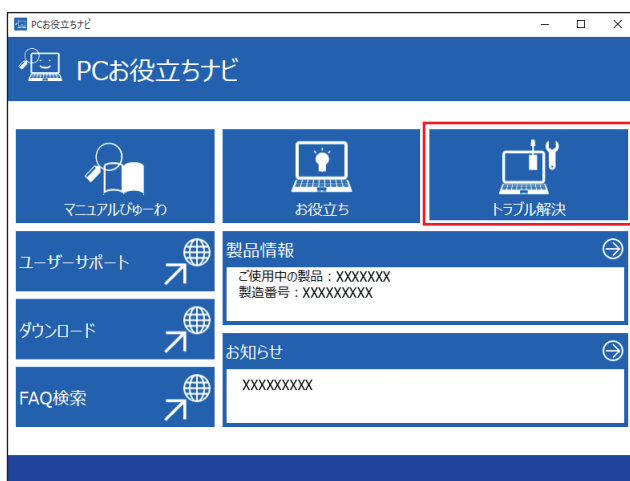 PCお役立ちナビ
PCお役立ちナビ
マニュアルびゅーわ
お役立ち
トラブル解決
ユーザーサポート
製品情報
ご使用中の製品：XXXXXXX
製造番号：XXXXXXXXX
ダウンロード
お知らせ
XXXXXXXXX
FAQ検索